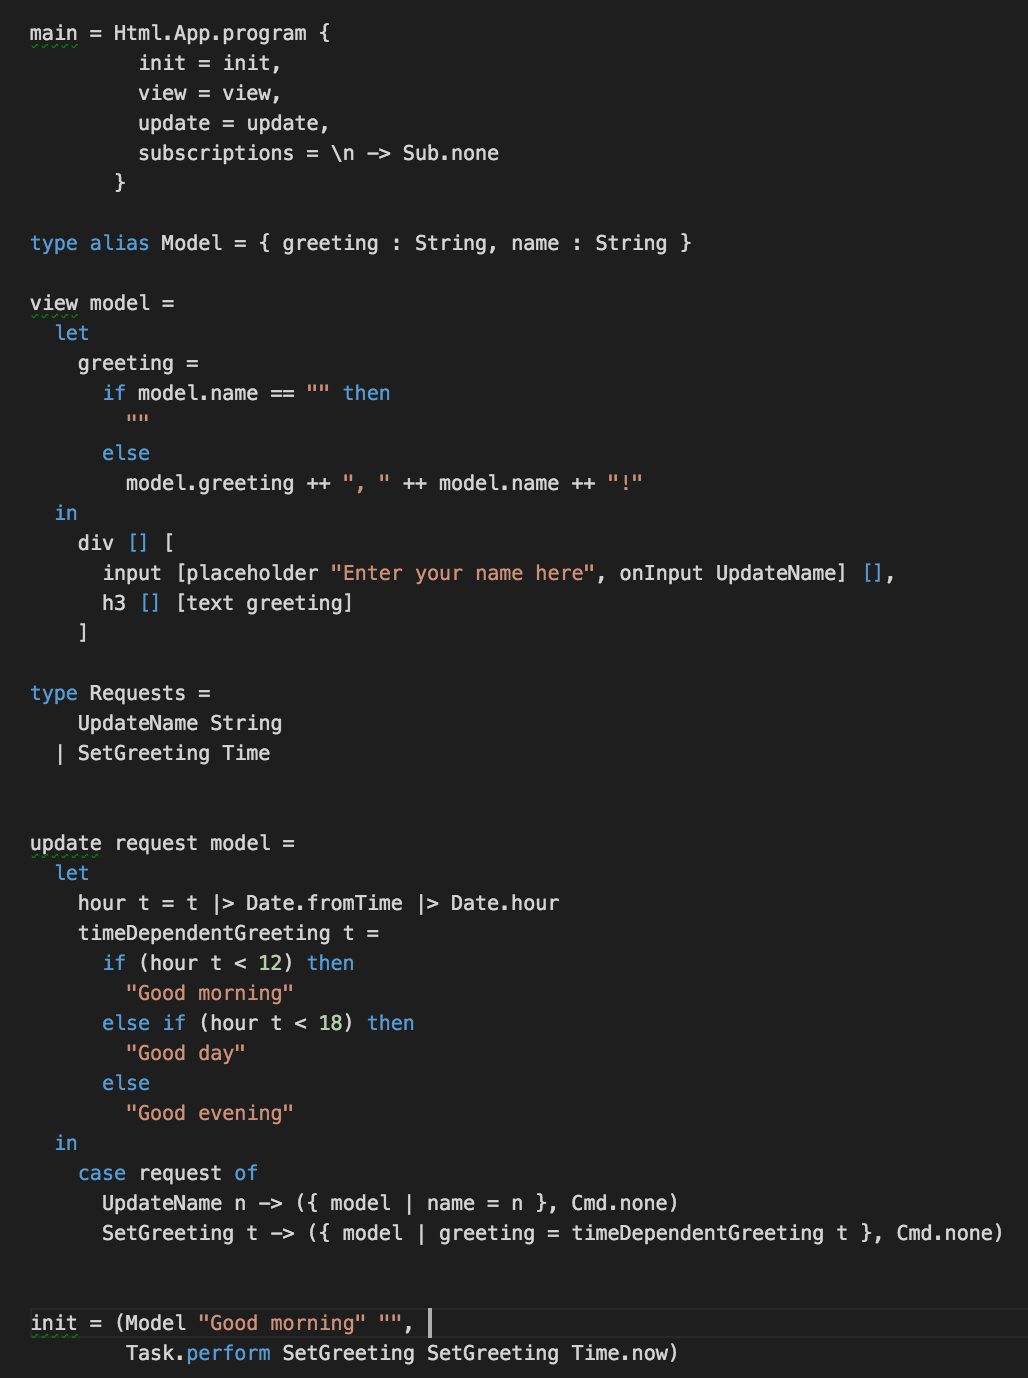 main = Html.App.program {
         init = init,
         view = view,
         update = update,
         subscriptions = \n -> Sub.none
       }

type alias Model = { greeting : String, name : String }

view model =
  let
    greeting =
      if model.name == "" then
        ""
      else
        model.greeting ++ ", " ++ model.name ++ "!"
  in
    div [] [
      input [placeholder "Enter your name here", onInput UpdateName] [],
      h3 [] [text greeting]
    ]

type Requests =
    UpdateName String
  | SetGreeting Time


update request model =
  let
    hour t = t |> Date.fromTime |> Date.hour
    timeDependentGreeting t =
      if (hour t < 12) then
        "Good morning"
      else if (hour t < 18) then
        "Good day"
      else
        "Good evening"
  in
    case request of
      UpdateName n -> ({ model | name = n }, Cmd.none)
      SetGreeting t -> ({ model | greeting = timeDependentGreeting t }, Cmd.none)


init = (Model "Good morning" "",
        Task.perform SetGreeting SetGreeting Time.now)